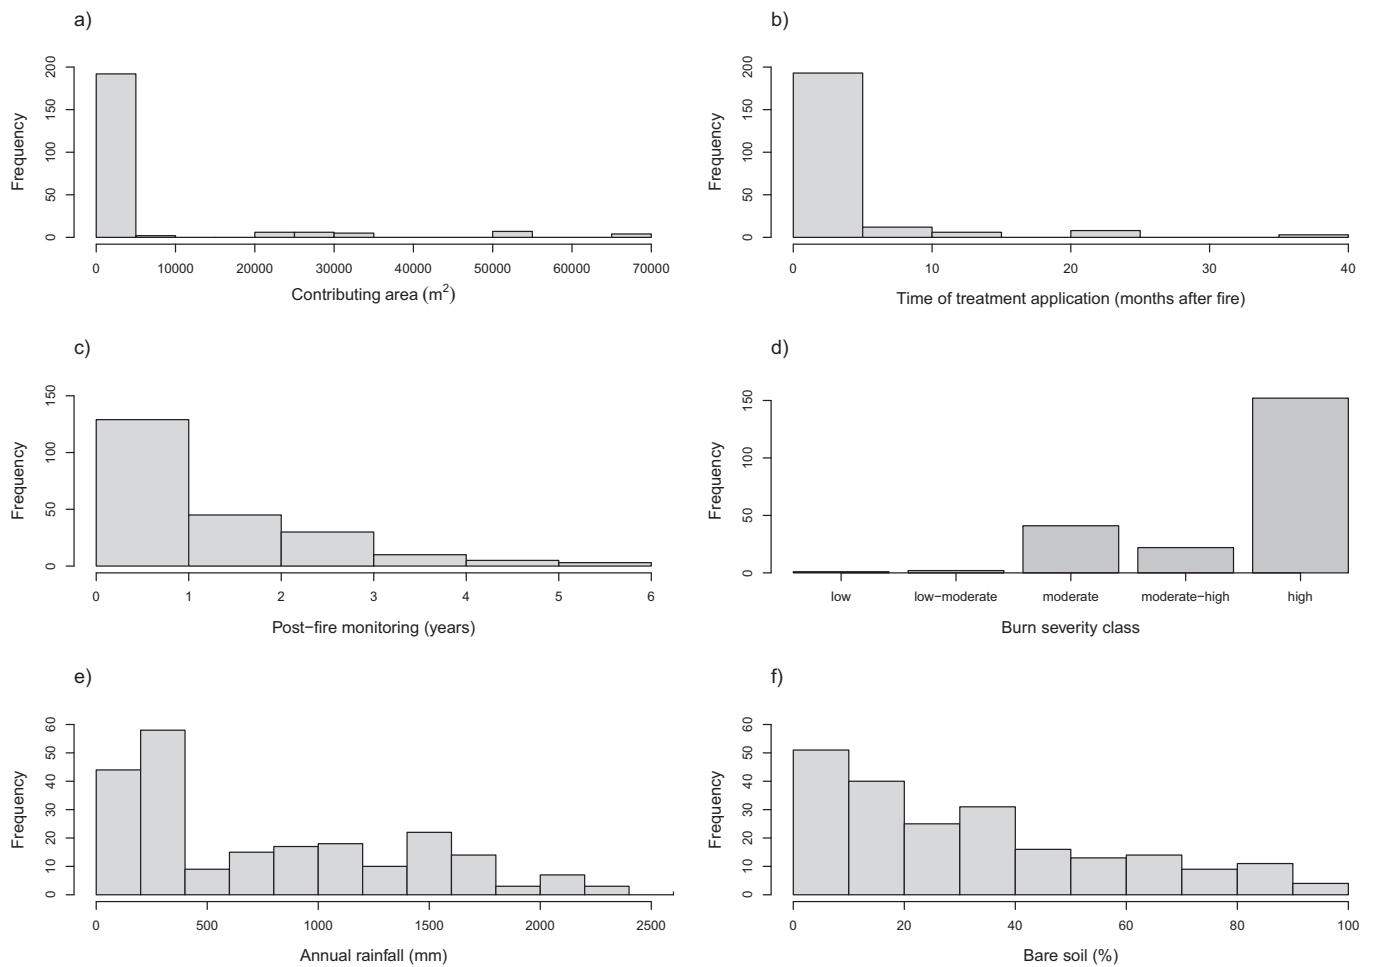 a)
Frequency
0 50 100 150 200
0 10000 20000 30000 40000 50000 60000 70000
Contributing area (m2)
b)
Frequency
0 50 100 150 200
0 10 20 30 40
Time of treatment application (months after fire)
c)
Frequency
0 50 100 150
0 1 2 3 4 5 6
Post−fire monitoring (years)
d)
Frequency
0 50 100 150
low low−moderate moderate moderate−high high
Burn severity class
e)
Frequency
0 10 20 30 40 50 60
0 500 1000 1500 2000 2500
Annual rainfall (mm)
f)
Frequency
0 10 20 30 40 50 60
0 20 40 60 80 100
Bare soil (%)